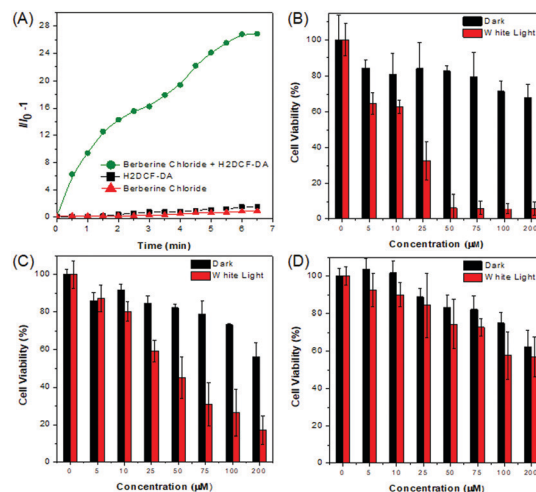 (A)
I/I0 -1
28
24
20
16
12
8
4
0
Berberine Chloride + H2DCF-DA
H2DCF-DA
Berberine Chloride
0 1 2 3 4 5 6 7
Time (min)
(B)
Cell Viability (%)
100
80
60
40
20
0
Dark
White Light
0 5 10 25 50 75 100 200
Concentration (μM)
(C)
Cell Viability (%)
100
80
60
40
20
0
Dark
White Light
0 5 10 25 50 75 100 200
Concentration (μM)
(D)
Cell Viability (%)
100
80
60
40
20
0
Dark
White Light
0 5 10 25 50 75 100 200
Concentration (μM)